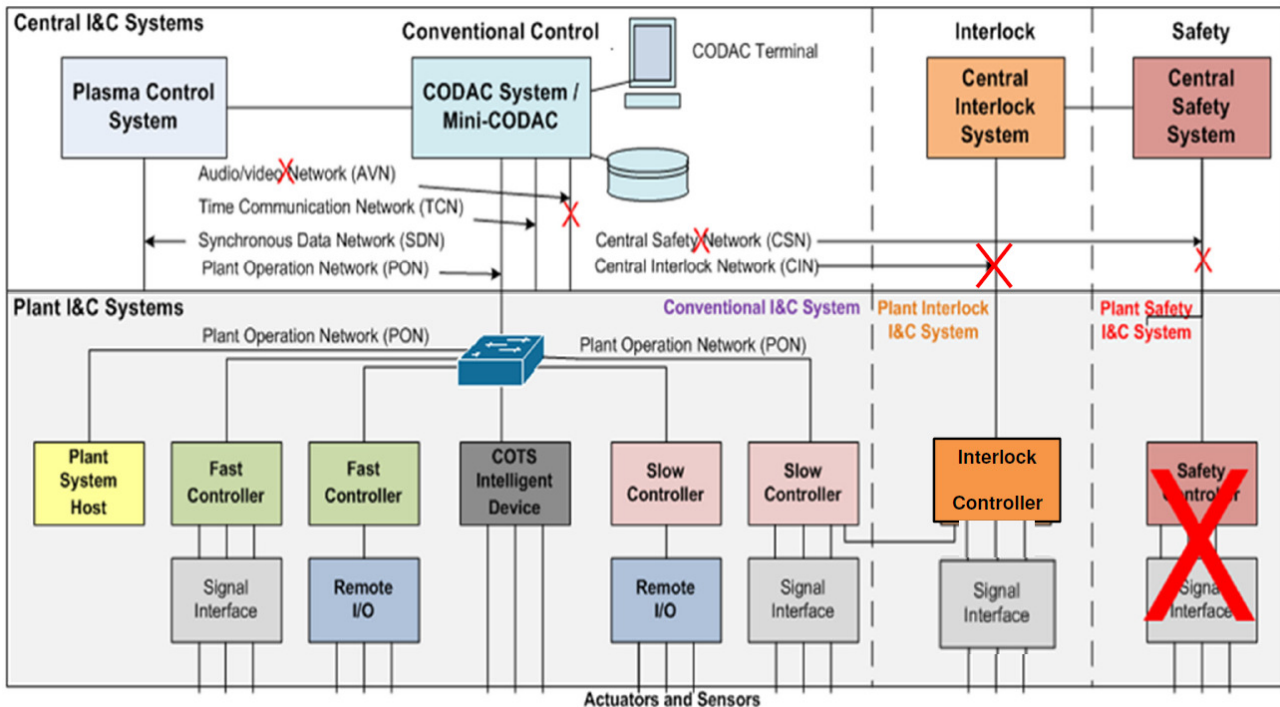 Central I&C Systems
Conventional Control
Interlock
Safety
CODAC Terminal
Plasma Control
System
CODAC System /
Mini-CODAC
Central
Interlock
System
Central
Safety
System
Audio/video Network (AVN)
Time Communication Network (TCN)
Synchronous Data Network (SDN)
Plant Operation Network (PON)
Central Safety Network (CSN)
Central Interlock Network (CIN)
Plant I&C Systems
Conventional I&C System
Plant Interlock
I&C System
Plant Safety
I&C System
Plant Operation Network (PON)
Plant Operation Network (PON)
Plant
System
Host
Fast
Controller
Fast
Controller
COTS
Intelligent
Device
Slow
Controller
Slow
Controller
Interlock
Controller
Safety
Controller
Signal
Interface
Remote
I/O
Remote
I/O
Signal
Interface
Signal
Interface
Signal
Interface
Actuators and Sensors